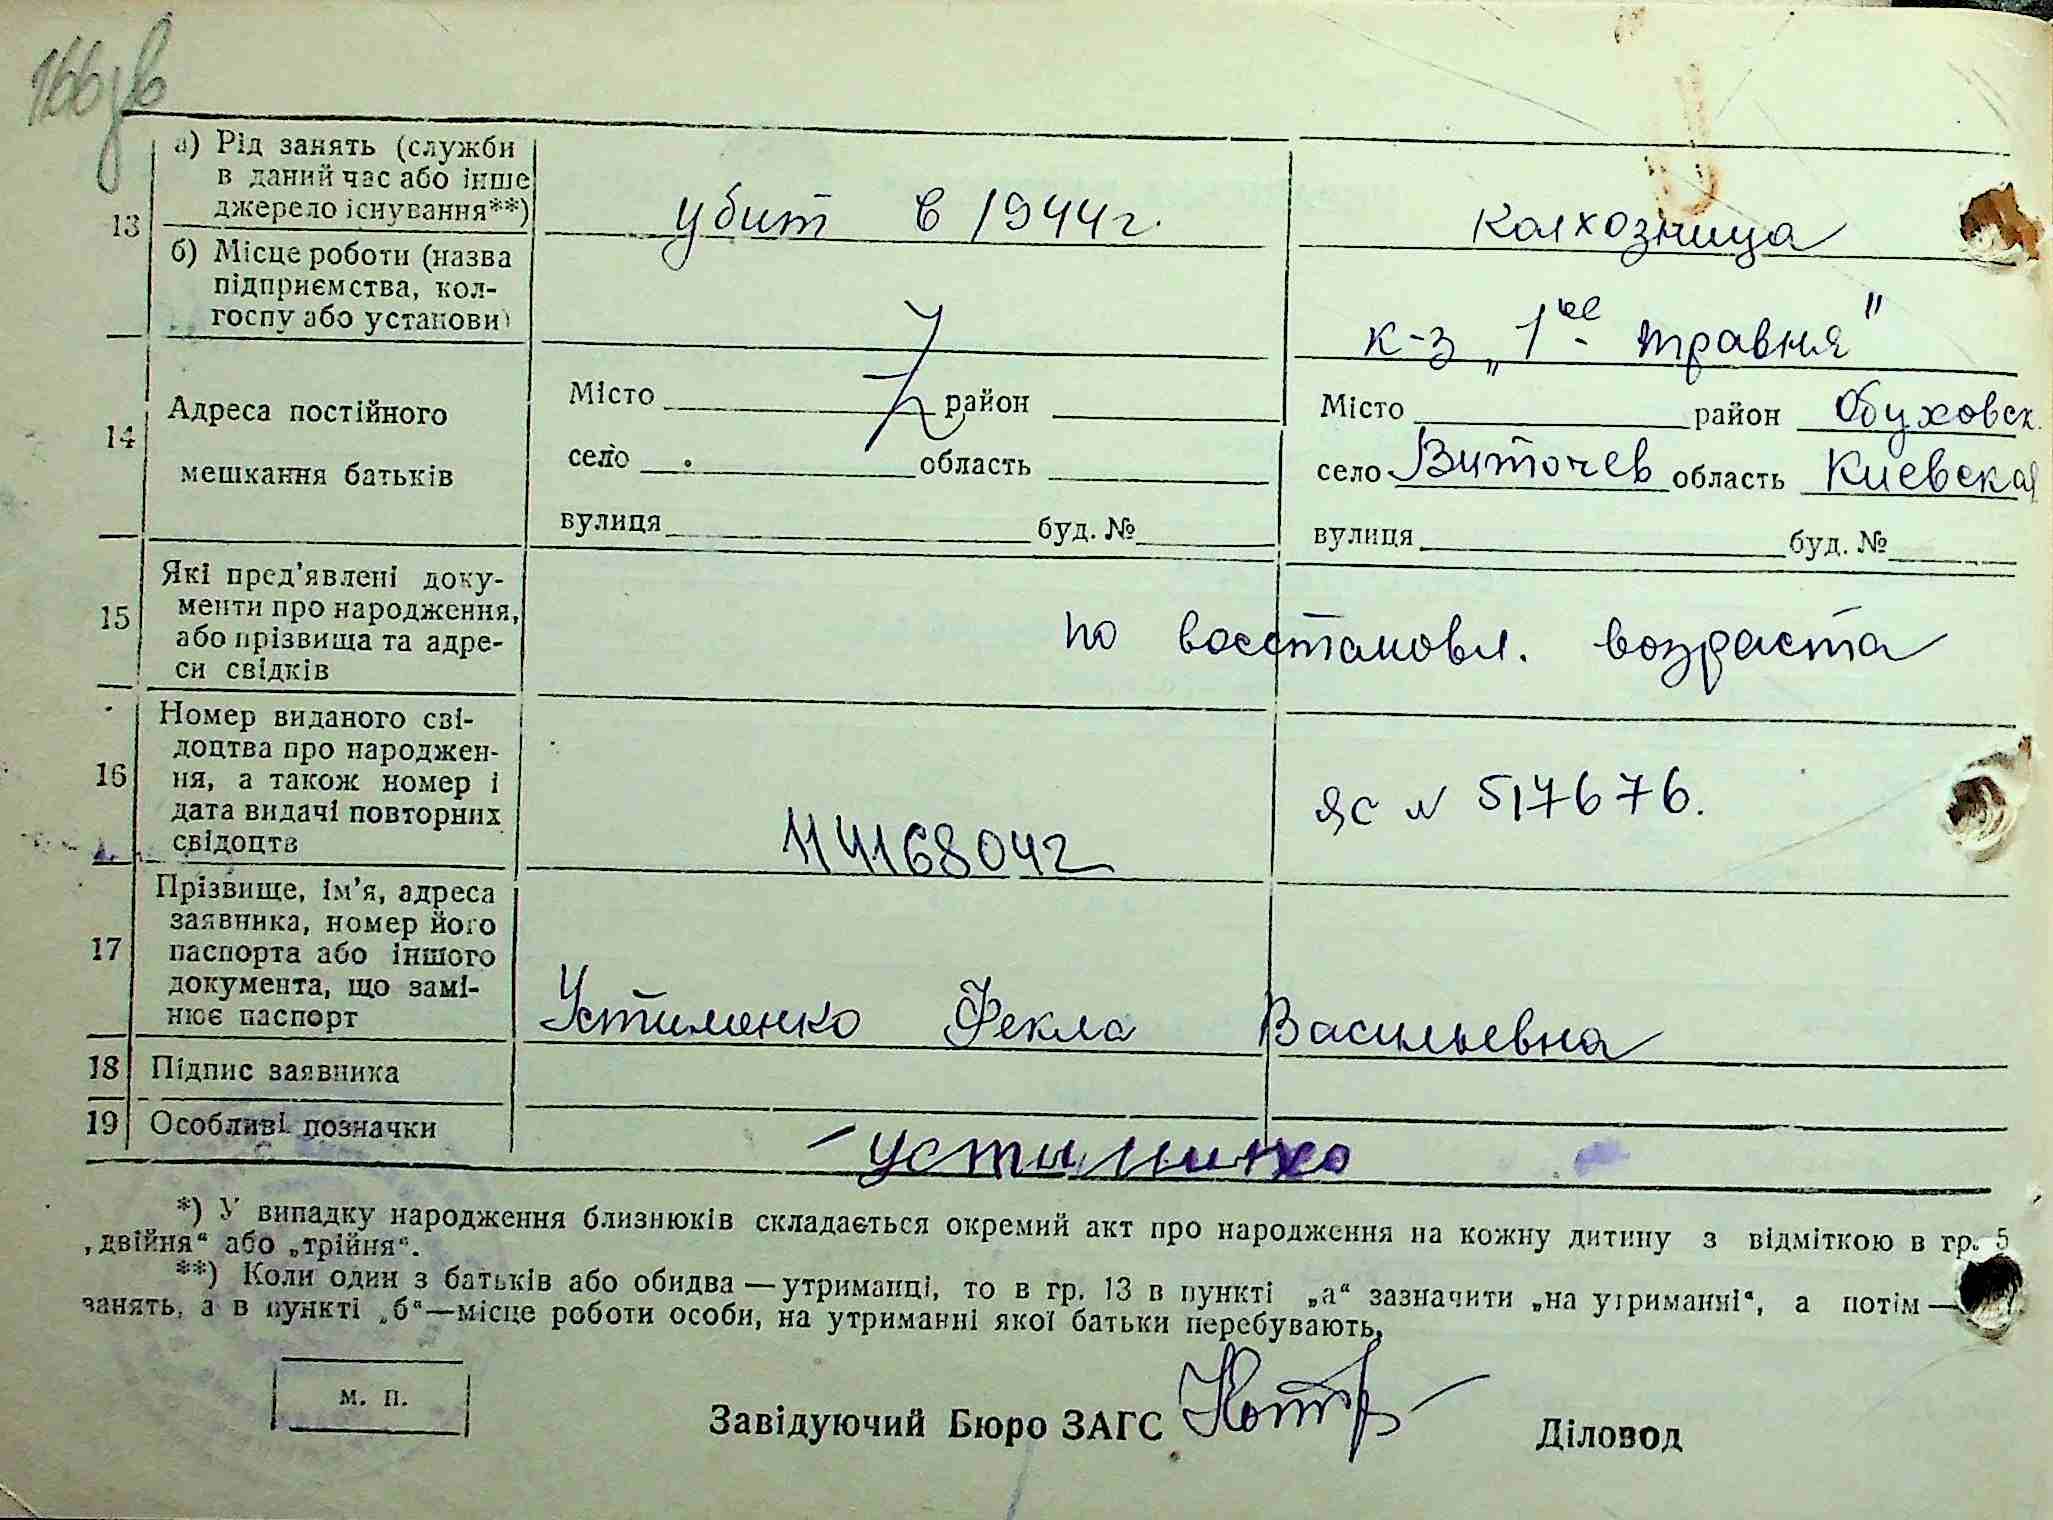 166зв
13 а) Рід занять (служби
в даний час або інше
джерело існування**)
убит в 1944г.
колхозница
б) Місце роботи (назва
підприємства, кол-
госпу або установи)
к-з „1ое травня"
14 Адреса постійного
мешкання батьків
Місто район
село область
вулиця буд. №
Місто район Обуховск.
село Виточев область Киевская
вулиця буд. №
15 Які пред'явлені доку-
менти про народження,
або прізвища та адре-
си свідків
по восстановл. возраста
16 Номер виданого сві-
доцтва про народжен-
ня, а також номер і
дата видачі повторних
свідоцтв
ЯС N 517676.
17 Прізвище, ім'я, адреса
заявника, номер його
паспорта або іншого
документа, що замі-
нює паспорт
Устименко Фекла Васильевна
18 Підпис заявника
19 Особливі позначки
устиминко
*) У випадку народження близнюків складається окремий акт про народження на кожну дитину з відміткою в гр. 5
„двійня“ або „трійня“.
**) Коли один з батьків або обидва — утриманці, то в гр. 13 в пункті „а“ зазначити „на утриманні“, а потім —
занять, а в пункті „б“—місце роботи особи, на утриманні якої батьки перебувають.
М. П.
Завідуючий Бюро ЗАГС
Діловод